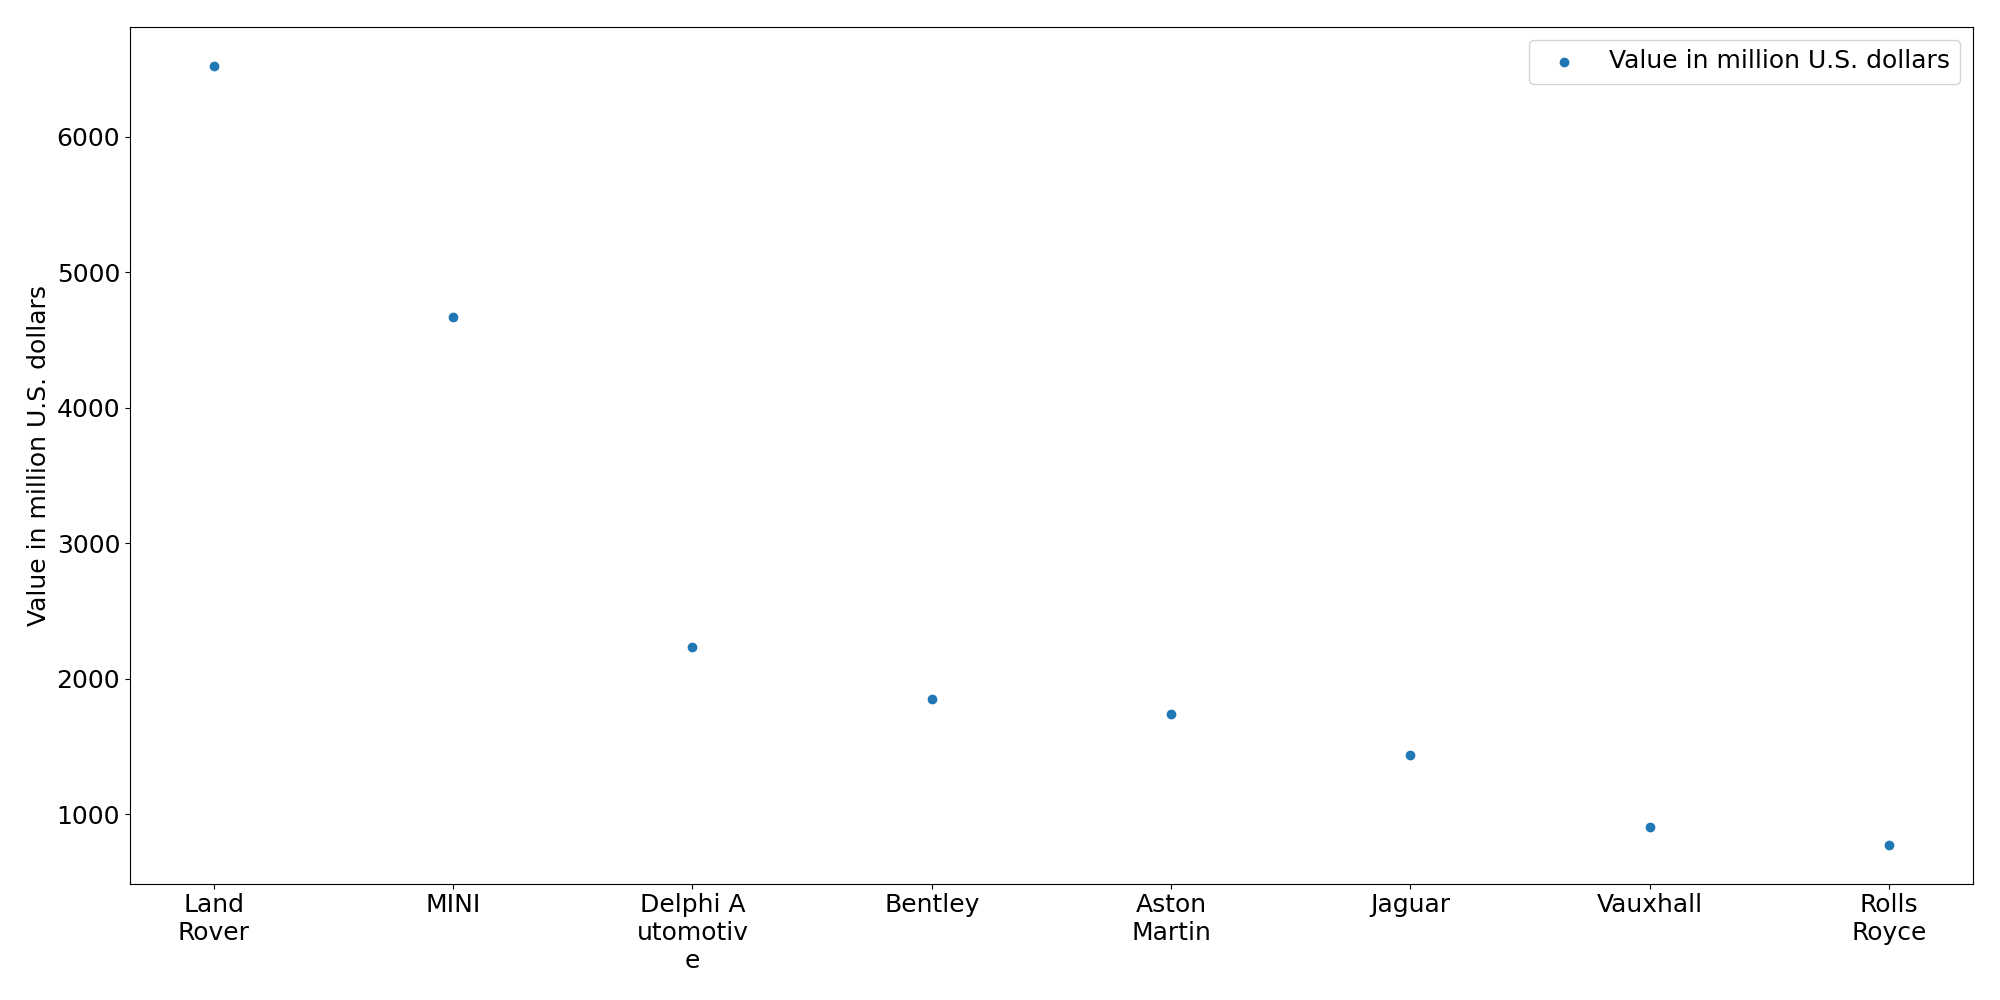 Value in million U.S. dollars
6000
5000
4000
3000
2000
1000
Value in million U.S. dollars
Land
Rover
MINI
Delphi A
utomotiv
e
Bentley
Aston
Martin
Jaguar
Vauxhall
Rolls
Royce